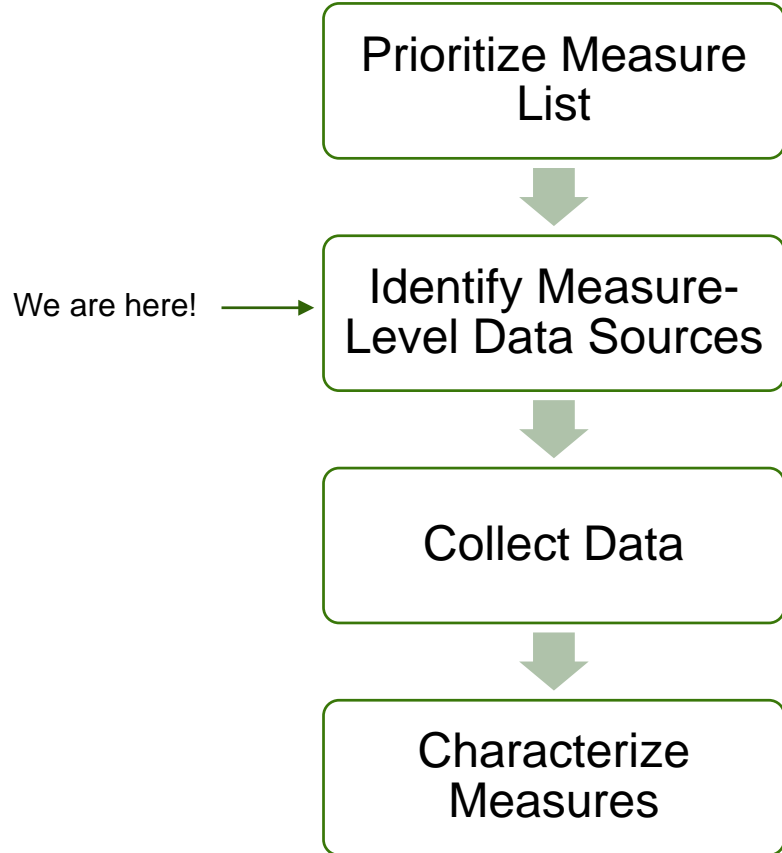 Prioritize Measure
List
We are here!
Identify Measure-
Level Data Sources
Collect Data
Characterize
Measures